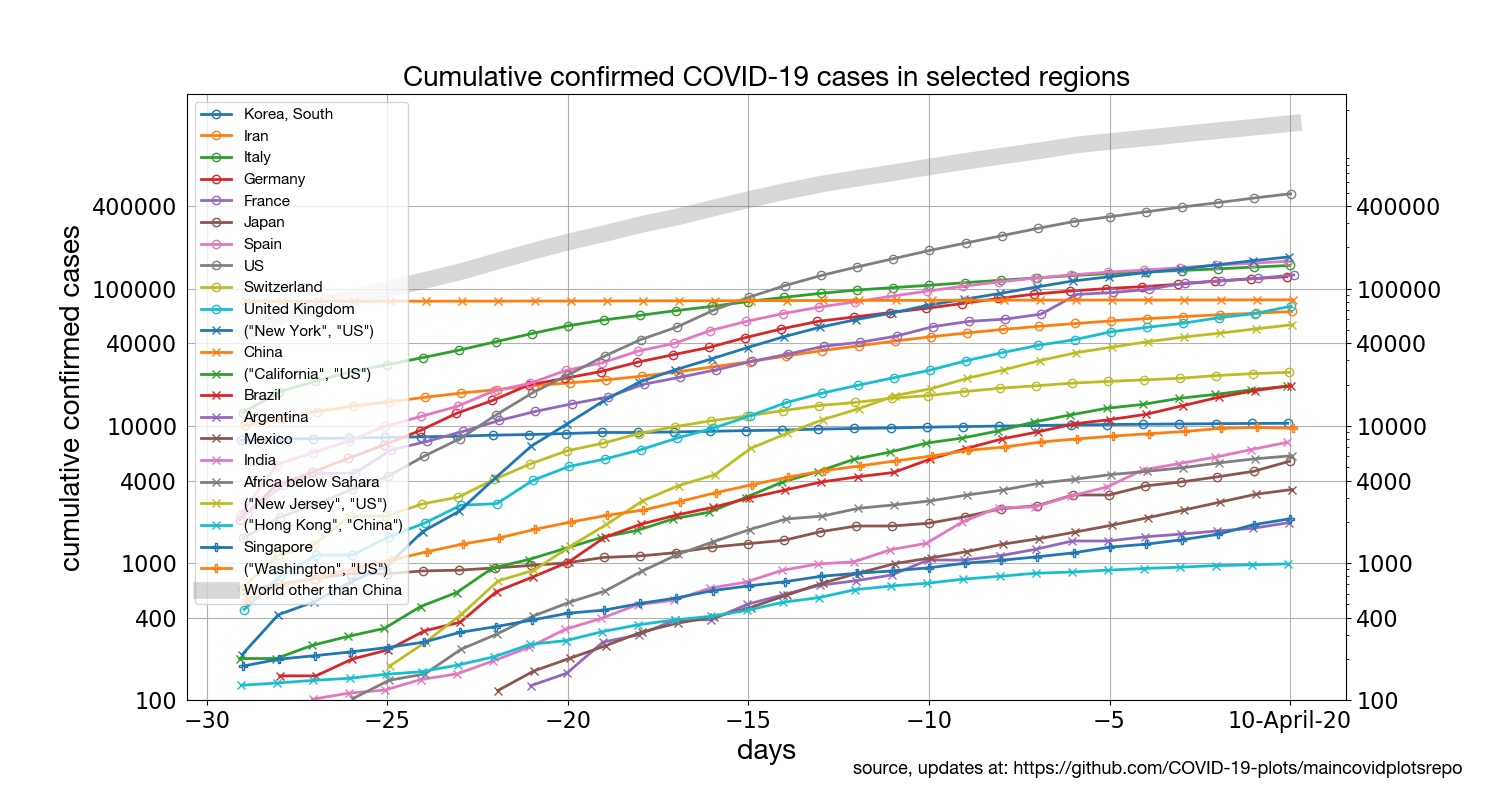 Cumulative confirmed COVID-19 cases in selected regions
Korea, South
Iran
Italy
Germany
France
Japan
Spain
US
Switzerland
United Kingdom
("New York", "US")
China
("California", "US")
Brazil
Argentina
Mexico
India
Africa below Sahara
("New Jersey", "US")
("Hong Kong", "China")
Singapore
("Washington", "US")
World other than China
cumulative confirmed cases
400000
100000
40000
10000
4000
1000
400
100
400000
100000
40000
10000
4000
1000
400
100
−30 −25 −20 −15 −10 −5 10-April-20
days
source, updates at: https://github.com/COVID-19-plots/maincovidplotsrepo